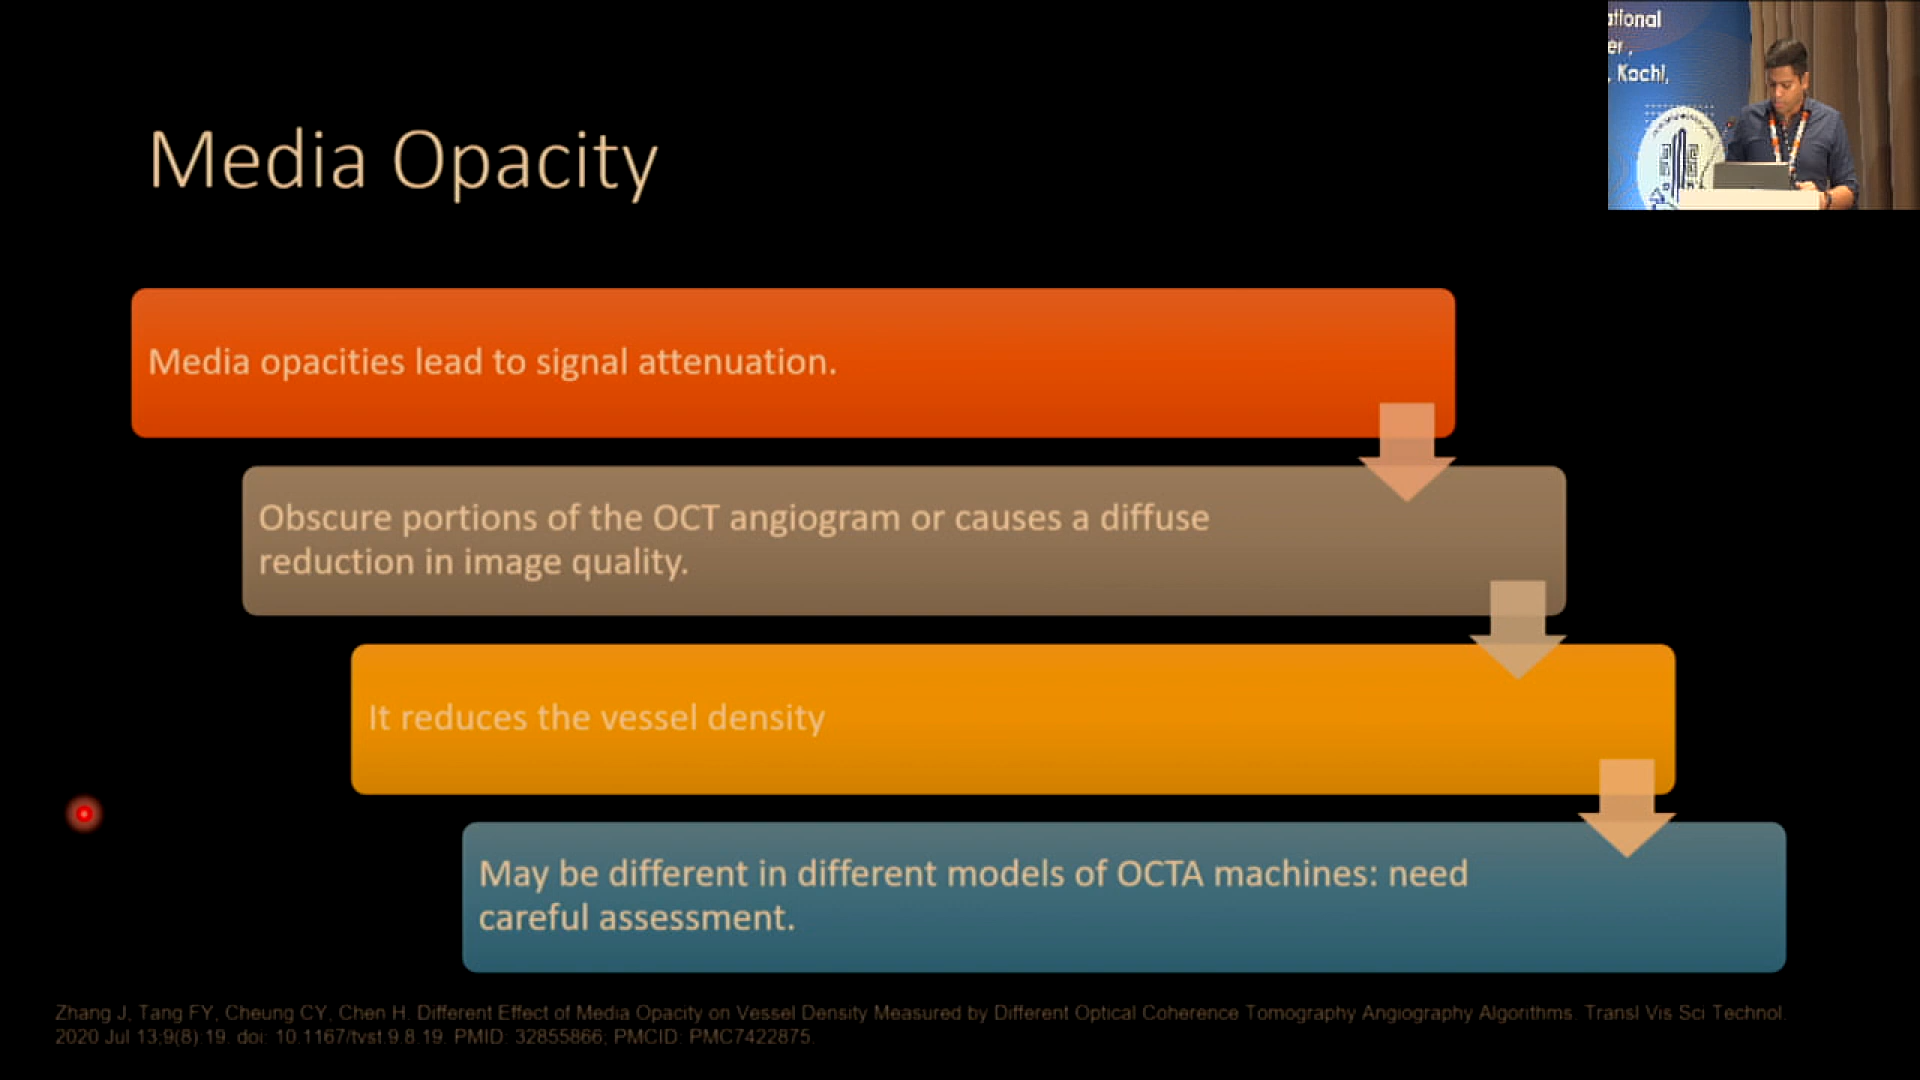 Media Opacity
Media opacities lead to signal attenuation.
Obscure portions of the OCT angiogram or causes a diffuse
reduction in image quality.
It reduces the vessel density
May be different in different models of OCTA machines: need
careful assessment.
Zhang J, Tang FY, Cheung CY, Chen H. Different Effect of Media Opacity on Vessel Density Measured by Different Optical Coherence Tomography Angiography Algorithms. Transl Vis Sci Technol.
2020 Jul 13;9(8):19. doi: 10.1167/tvst.9.8.19. PMID: 32855866; PMCID: PMC7422875.
ational
er ,
, Kochi,